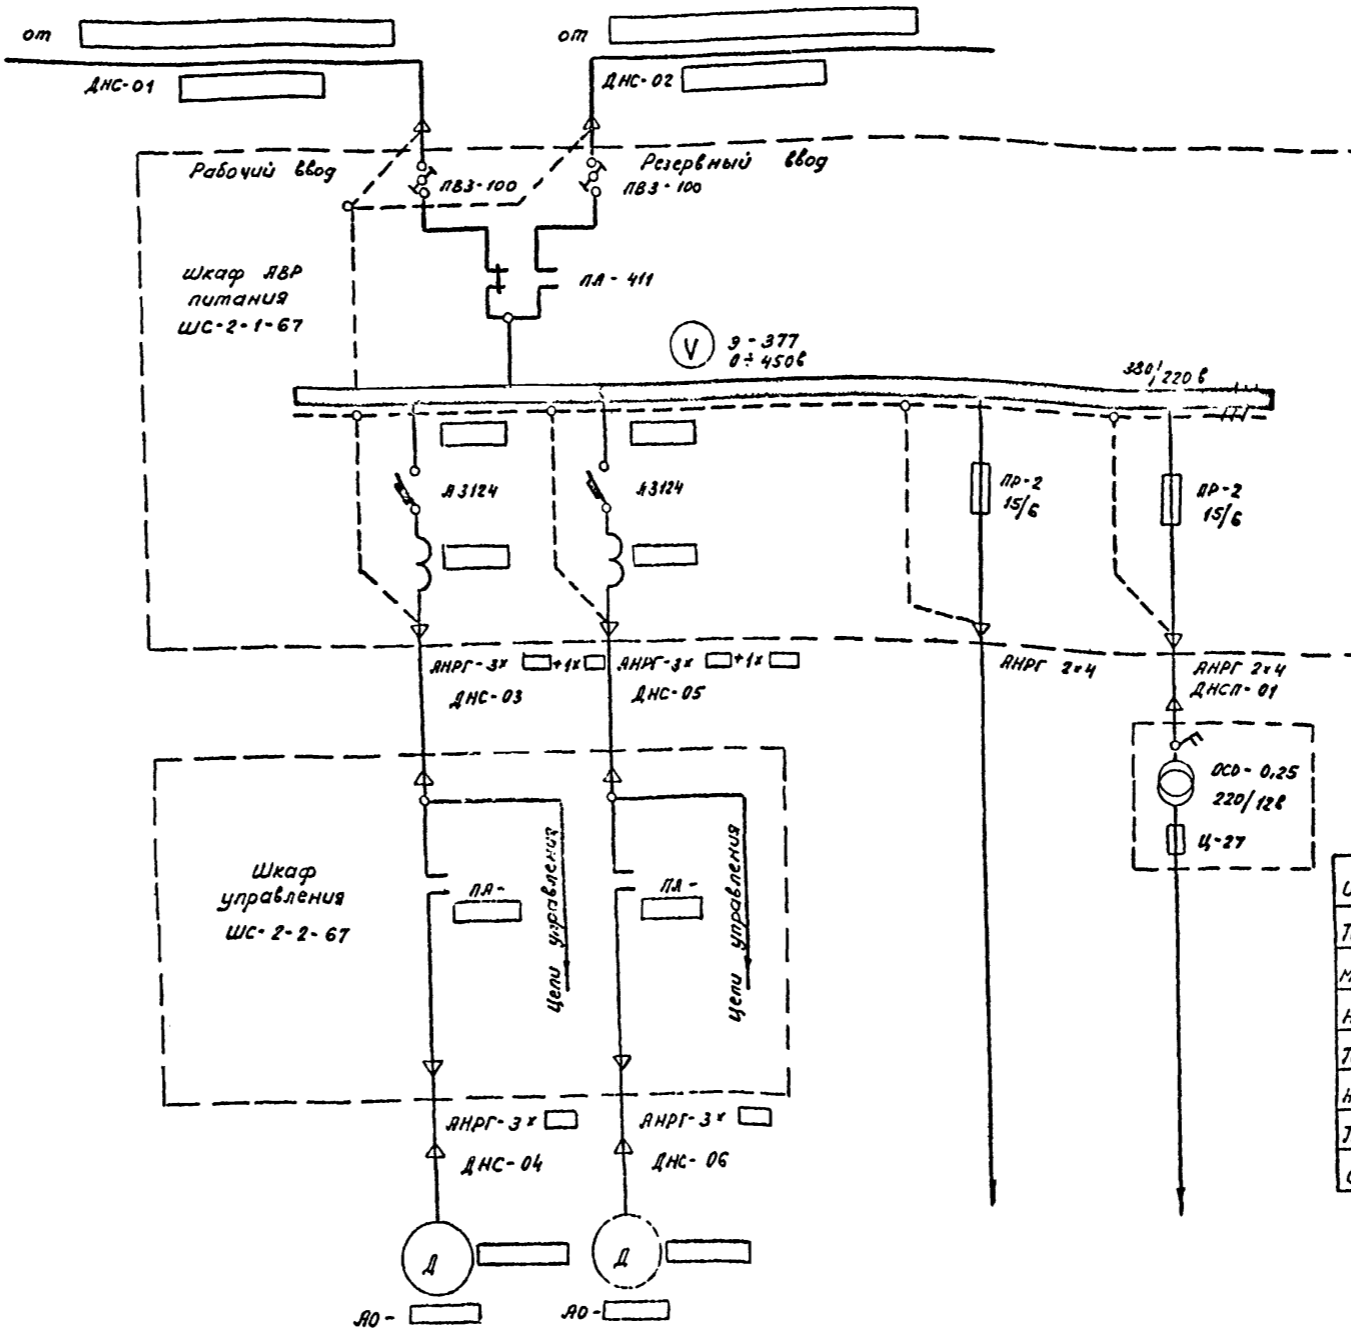 от
от
ДНС-01
ДНС-02
Рабочий ввод
Резервный ввод
ПВЗ-100
ПВЗ-100
Шкаф АВР
питания
ШС-2-1-67
ПА-411
V
Э-377
0÷450в
380/220 в
А3124
А3124
ПР-2
15/6
ПР-2
15/6
АНРГ-3х +1х
АНРГ-3х +1х
АНРГ 2х4
АНРГ 2х4
ДНС-03
ДНС-05
ДНСП-01
ОСО-0,25
220/12в
Ц-27
Шкаф
управления
ШС-2-2-67
ПА-
ПА-
Цепи управления
Цепи управления
АНРГ-3х
АНРГ-3х
ДНС-04
ДНС-06
Д
Д
АО-
АО-